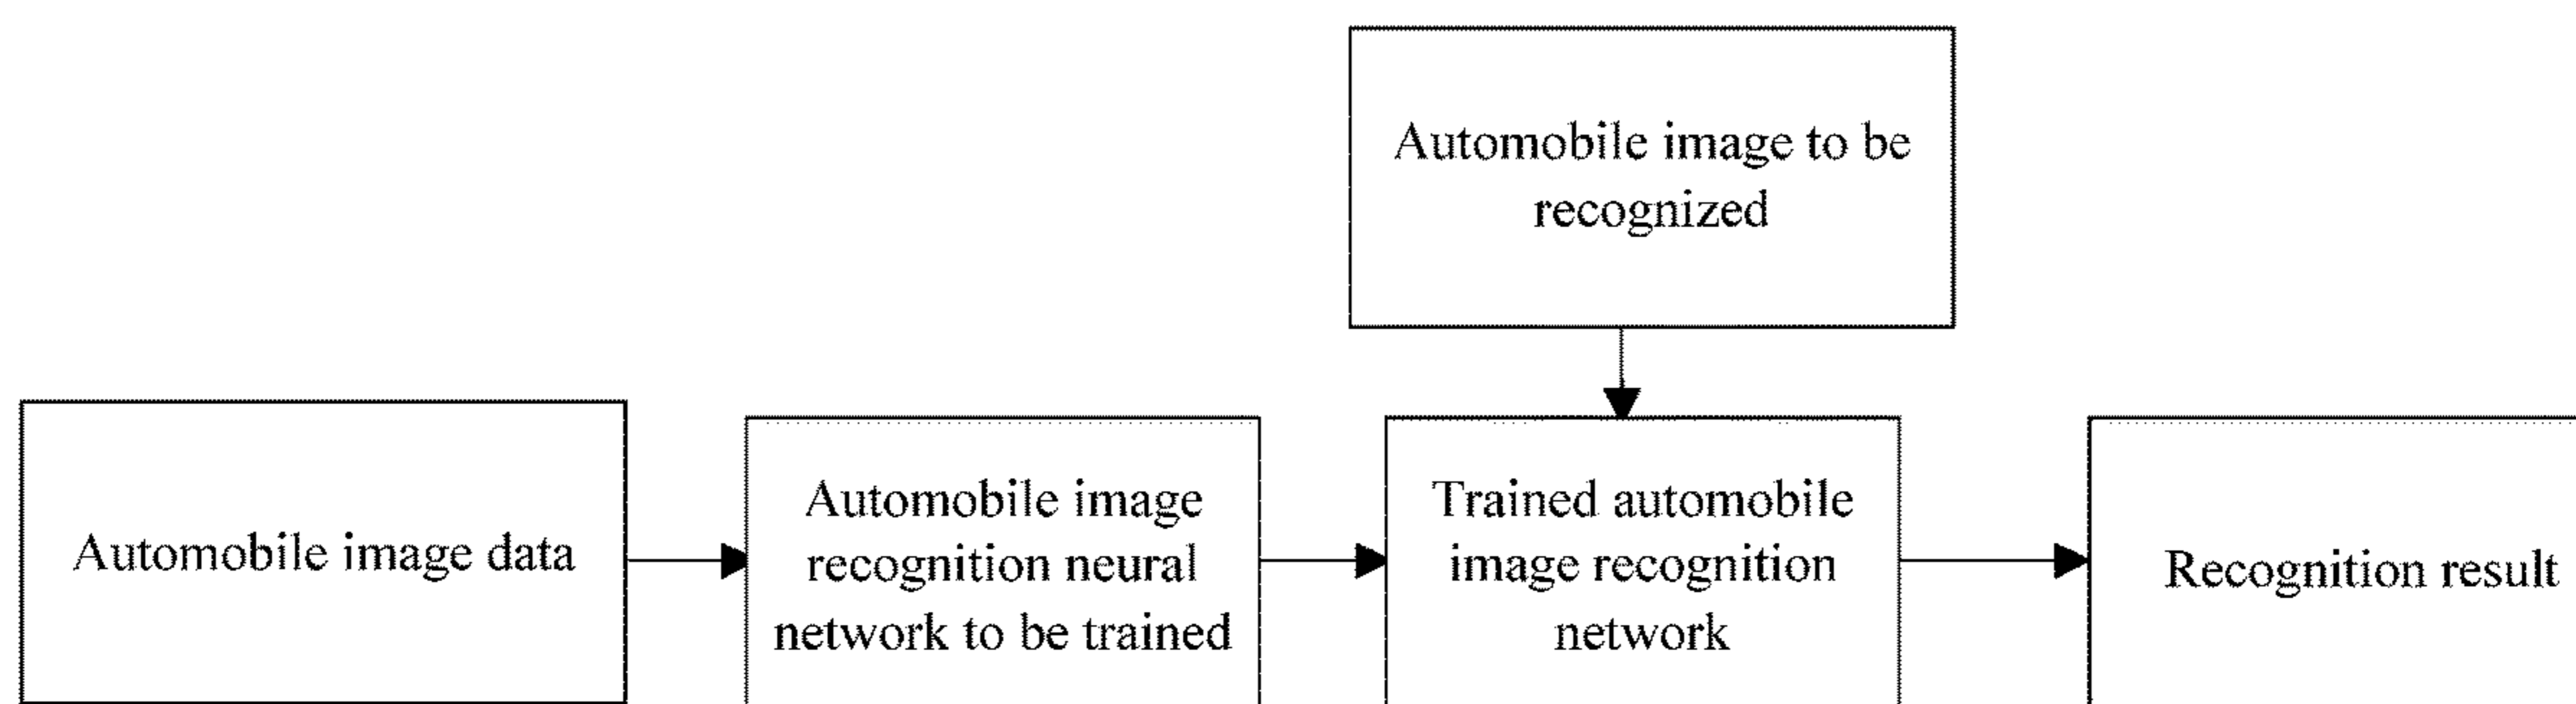 Automobile image to be
recognized
Automobile image data
Automobile image
recognition neural
network to be trained
Trained automobile
image recognition
network
Recognition result